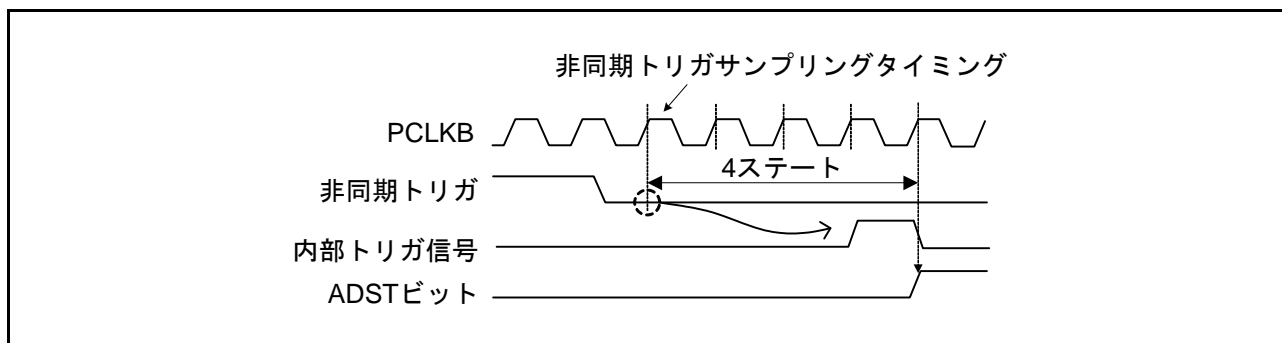 非同期トリガサンプリングタイミング
PCLKB
4ステート
非同期トリガ
内部トリガ信号
ADSTビット